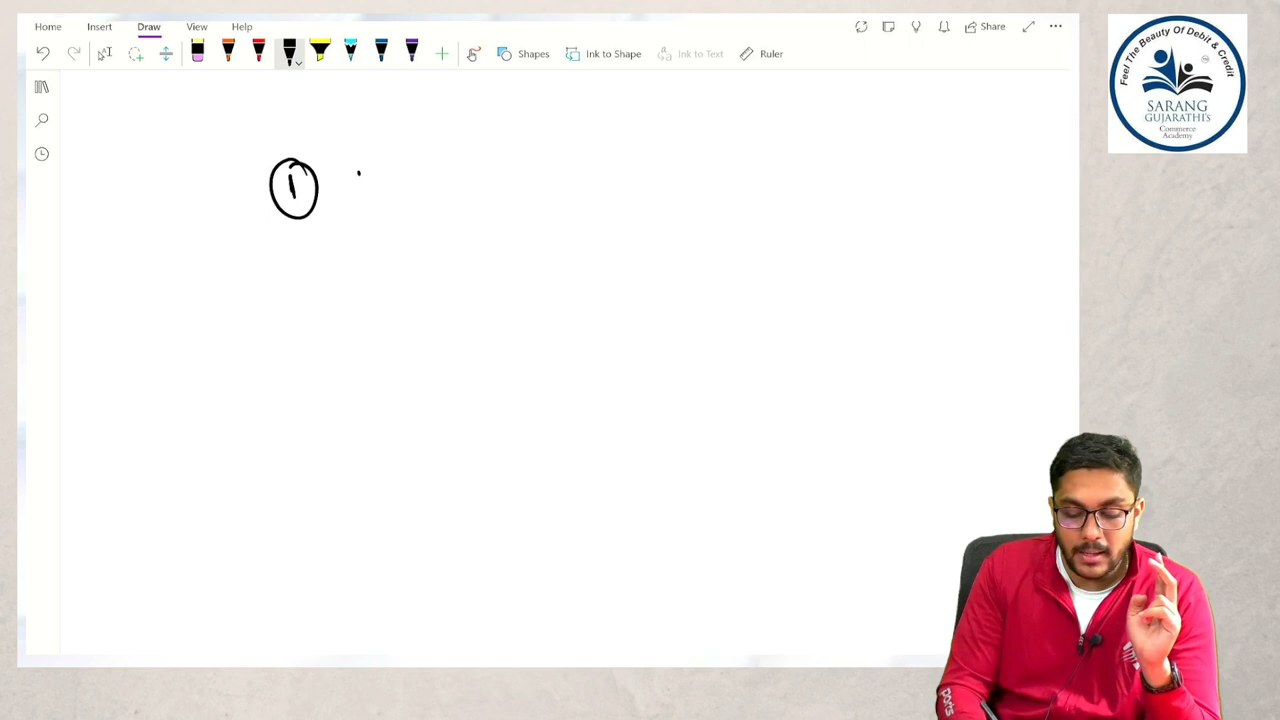 Home Insert Draw View Help Share
Shapes Ink to Shape Ink to Text Ruler
1
Feel The Beauty Of Debit & Credit
TM
SARANG
GUJARATHI's
Commerce
Academy